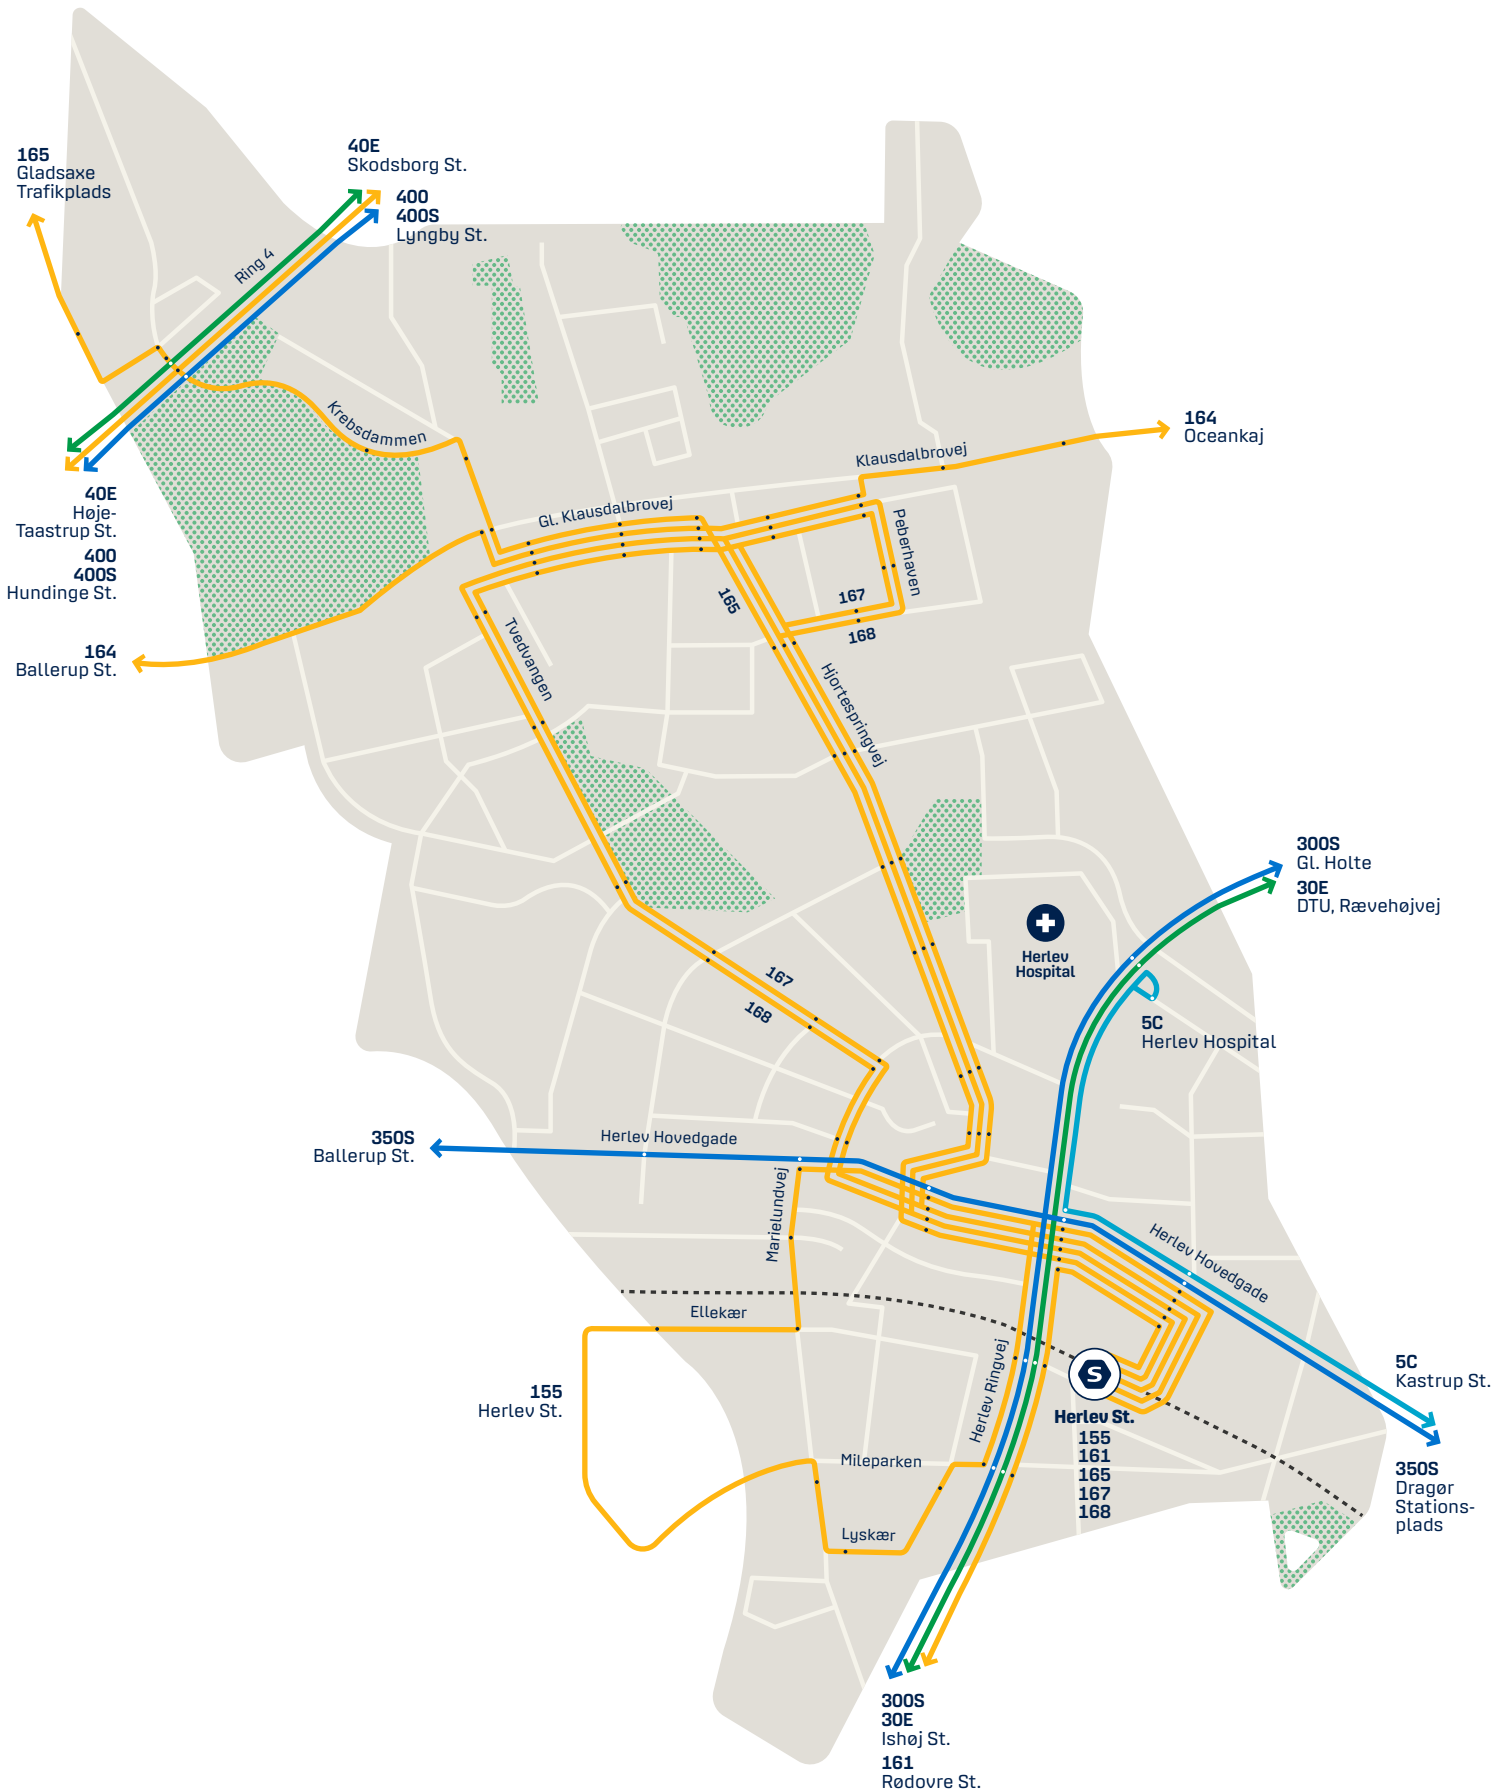 165
Gladsaxe
Trafikplads
40E
Skodsborg St.
400
400S
Lyngby St.
Ring 4
Krebsdammen
164
Oceankaj
Klausdalbrovej
40E
Høje-
Taastrup St.
400
400S
Hundinge St.
Gl. Klausdalbrovej
Peberhaven
165
167
168
164
Ballerup St.
Tvedvangen
Hjortespringvej
300S
Gl. Holte
30E
DTU, Rævehøjvej
Herlev
Hospital
167
168
5C
Herlev Hospital
350S
Ballerup St.
Herlev Hovedgade
Marielundvej
Herlev Hovedgade
Ellekær
Herlev Ringvej
155
Herlev St.
S
Herlev St.
155
161
165
167
168
5C
Kastrup St.
350S
Dragør
Stations-
plads
Mileparken
Lyskær
300S
30E
Ishøj St.
161
Rødovre St.